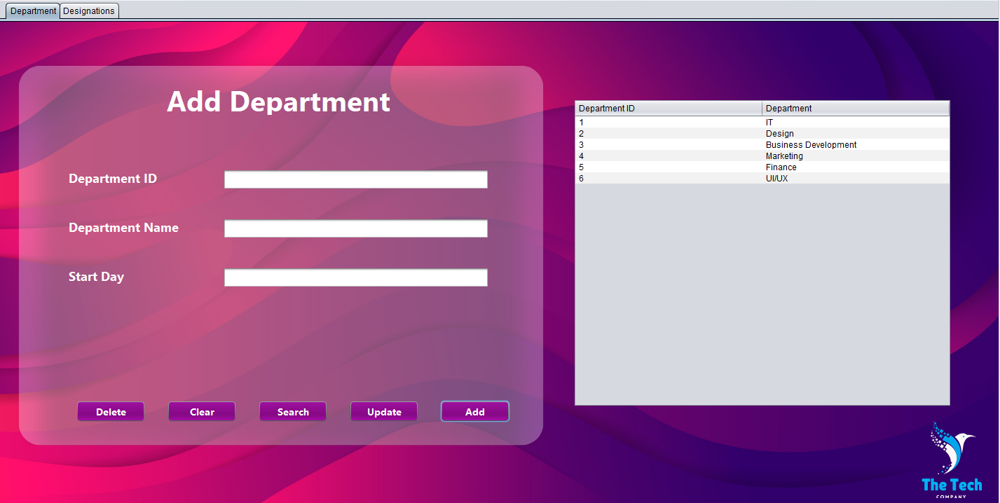 Department Designations
Add Department
Department ID
Department Name
Start Day
Delete Clear Search Update Add
Department ID Department
1 IT
2 Design
3 Business Development
4 Marketing
5 Finance
6 UI/UX
The Tech
COMPANY